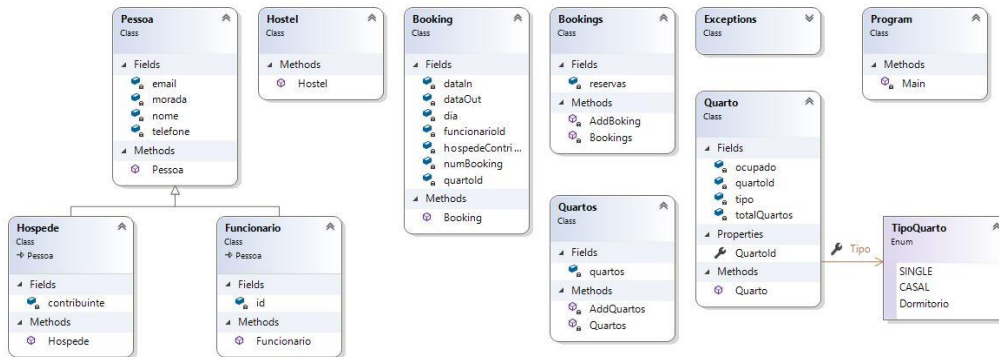 Pessoa
Class
Fields
email
morada
nome
telefone
Methods
Pessoa
Hostel
Class
Methods
Hostel
Booking
Class
Fields
dataIn
dataOut
dia
funcionarioId
hospedeContri...
numBooking
quartoId
Methods
Booking
Bookings
Class
Fields
reservas
Methods
AddBoking
Bookings
Exceptions
Class
Program
Class
Methods
Main
Quarto
Class
Fields
ocupado
quartoId
tipo
totalQuartos
Properties
QuartoId
Methods
Quarto
Tipo
Hospede
Class
Pessoa
Fields
contribuinte
Methods
Hospede
Funcionario
Class
Pessoa
Fields
id
Methods
Funcionario
Quartos
Class
Fields
quartos
Methods
AddQuartos
Quartos
TipoQuarto
Enum
SINGLE
CASAL
Dormitorio